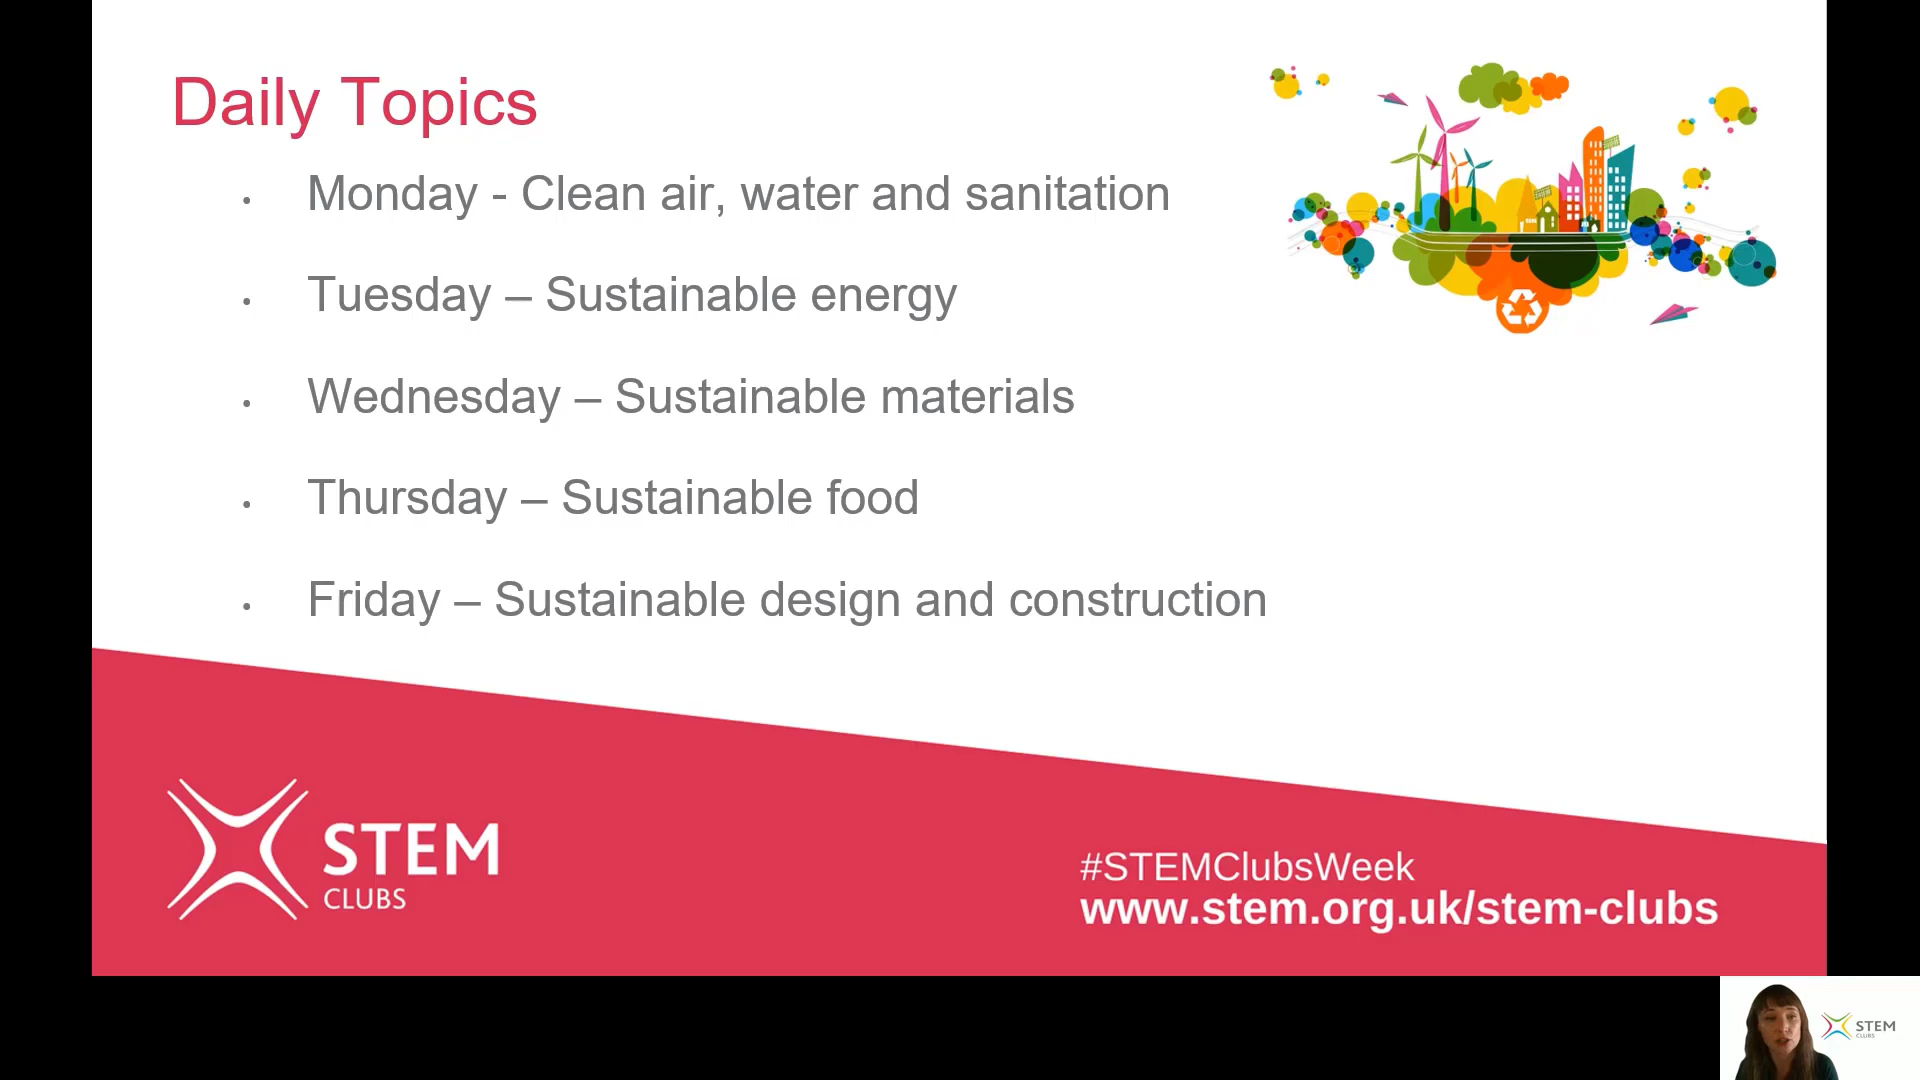 Daily Topics
• Monday - Clean air, water and sanitation
• Tuesday – Sustainable energy
• Wednesday – Sustainable materials
• Thursday – Sustainable food
• Friday – Sustainable design and construction
STEM
CLUBS
#STEMClubsWeek
www.stem.org.uk/stem-clubs
STEM
CLUBS